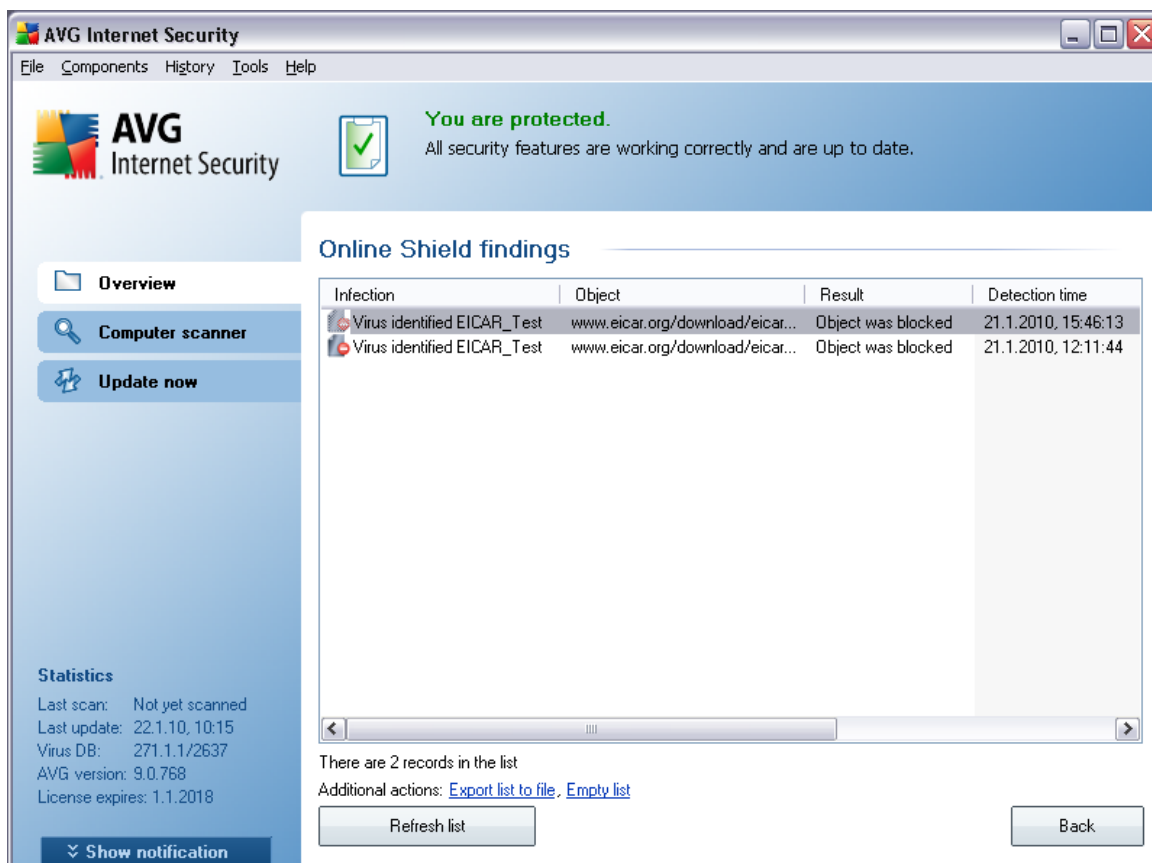 AVG Internet Security
File Components History Tools Help
AVG
Internet Security
You are protected.
All security features are working correctly and are up to date.
Overview
Computer scanner
Update now
Online Shield findings
Infection Object Result Detection time
Virus identified EICAR_Test www.eicar.org/download/eicar... Object was blocked 21.1.2010, 15:46:13
Virus identified EICAR_Test www.eicar.org/download/eicar... Object was blocked 21.1.2010, 12:11:44
Statistics
Last scan: Not yet scanned
Last update: 22.1.10, 10:15
Virus DB: 271.1.1/2637
AVG version: 9.0.768
License expires: 1.1.2018
Show notification
There are 2 records in the list
Additional actions: Export list to file, Empty list
Refresh list
Back